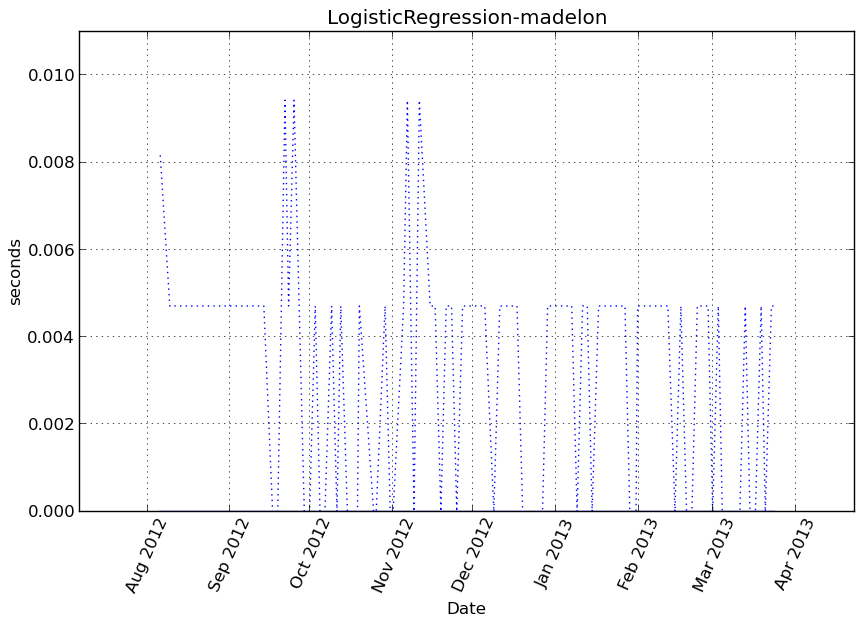 LogisticRegression-madelon
0.010
0.008
0.006
0.004
0.002
0.000
seconds
Aug 2012
Sep 2012
Oct 2012
Nov 2012
Dec 2012
Jan 2013
Feb 2013
Mar 2013
Apr 2013
Date